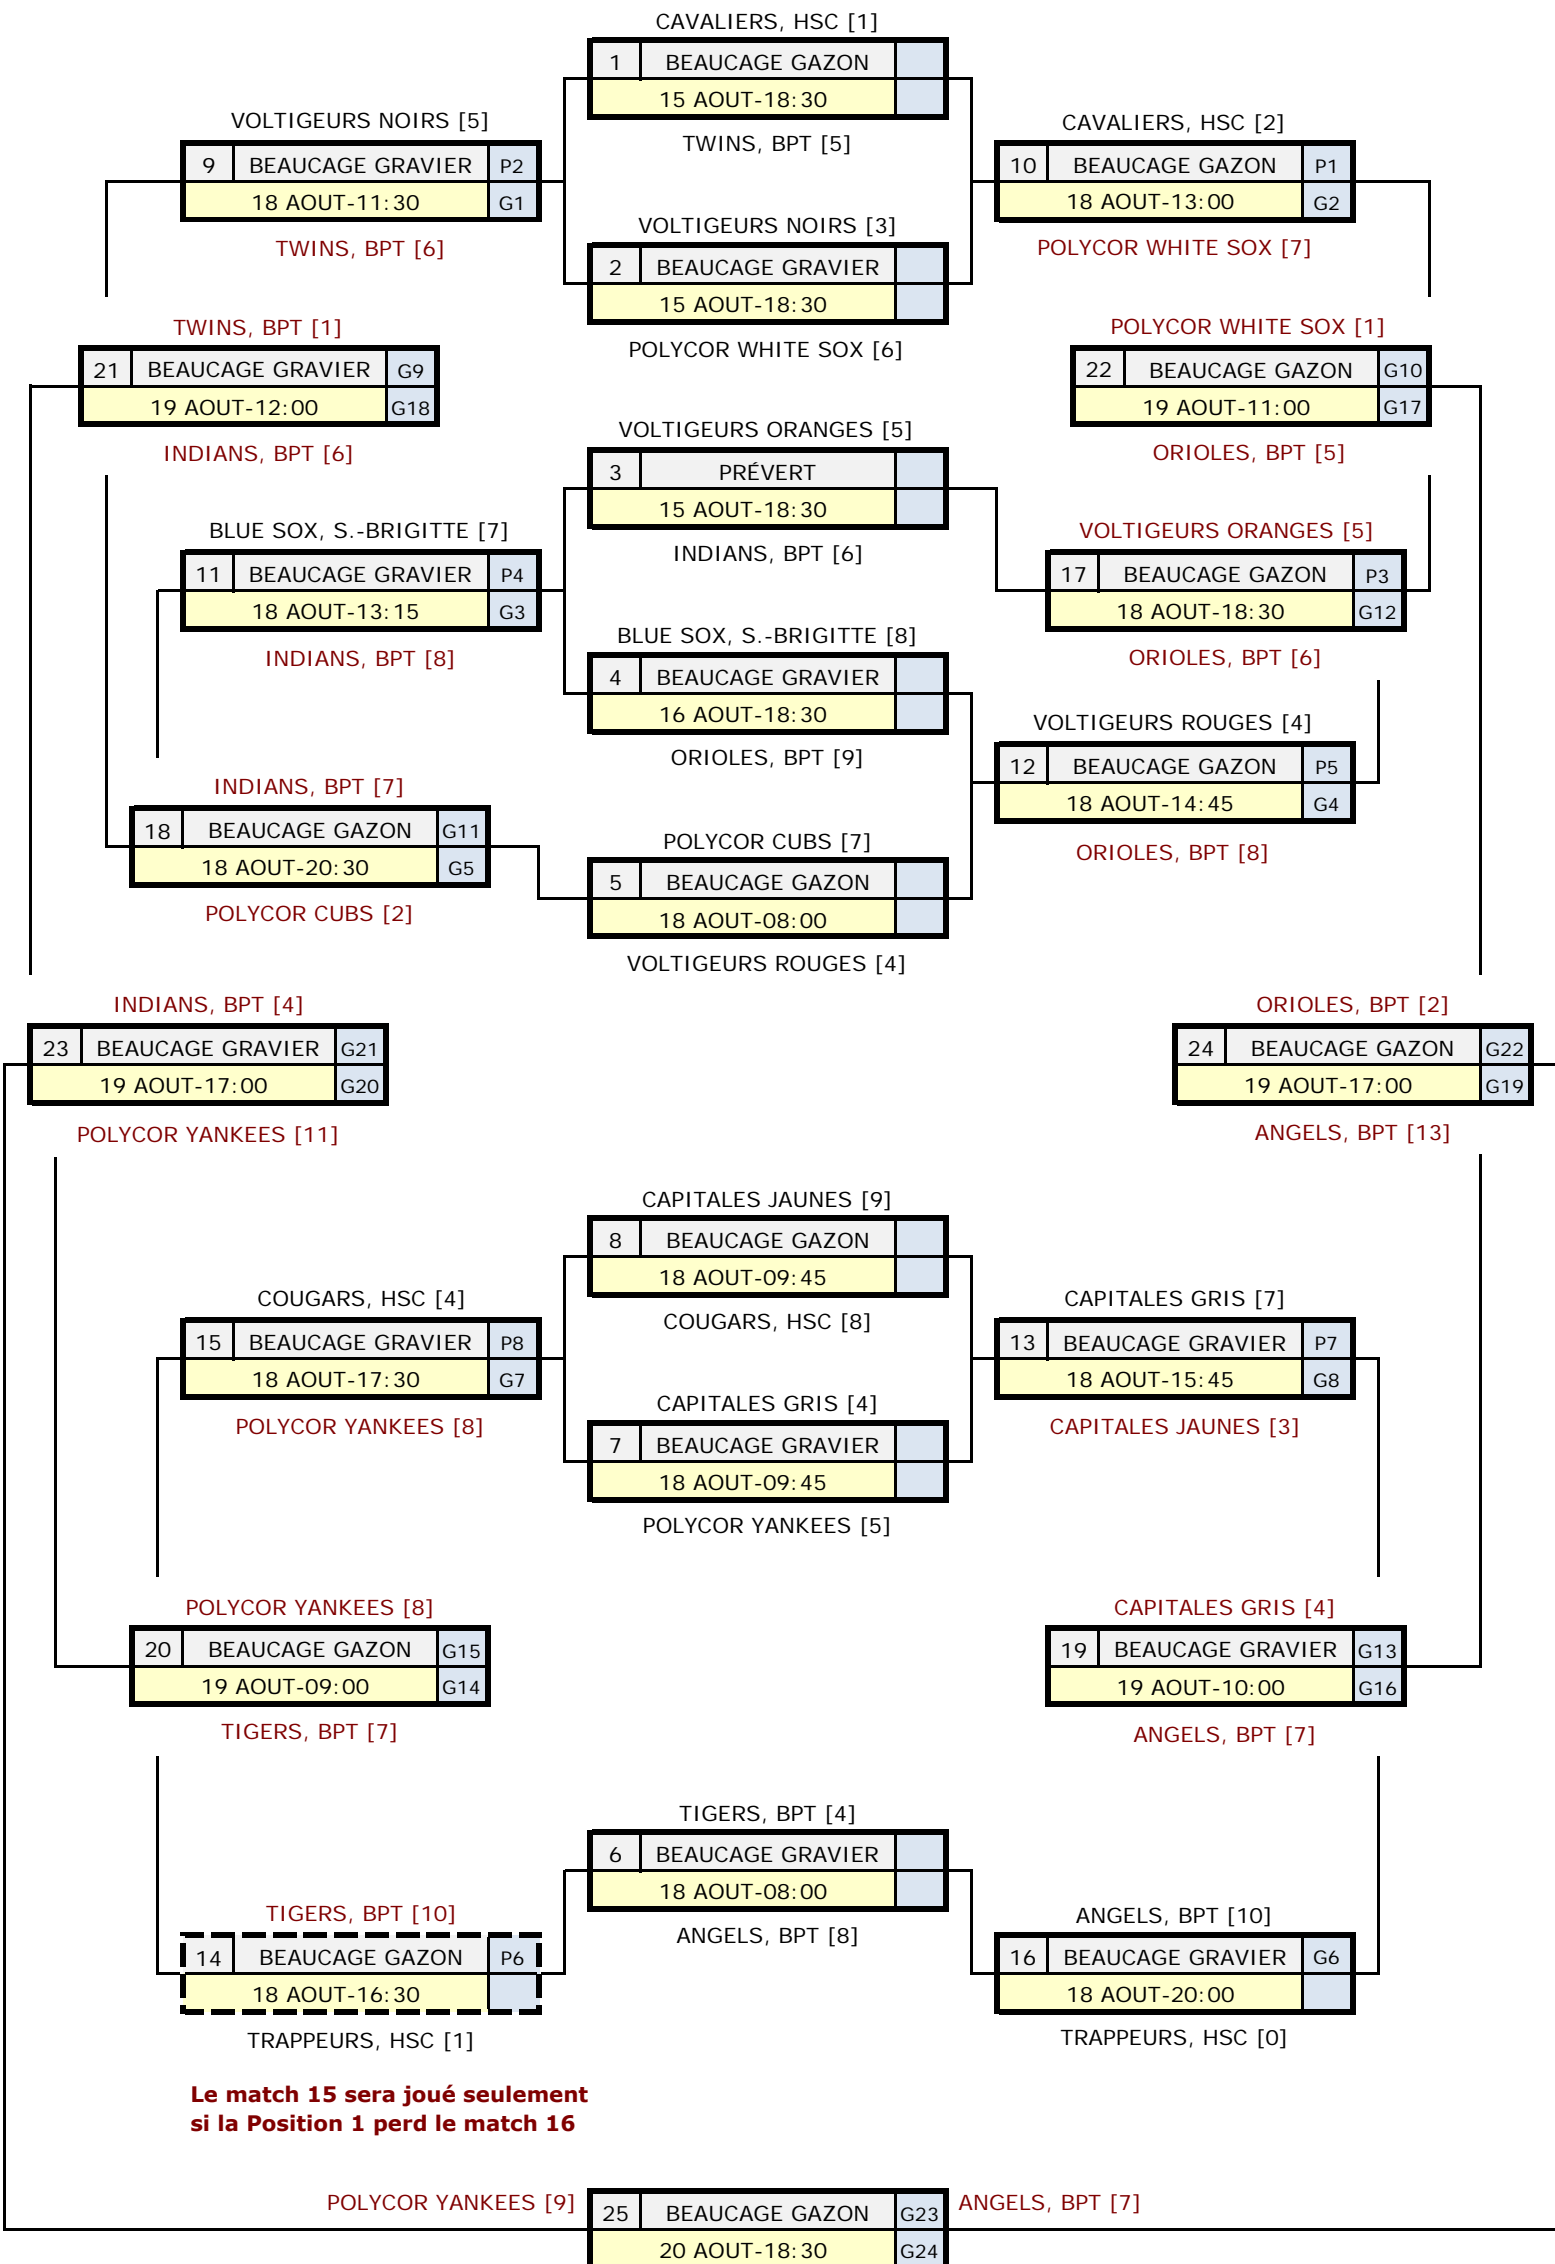 CAVALIERS, HSC [1]
1 BEAUCAGE GAZON
15 AOUT-18:30
TWINS, BPT [5]
VOLTIGEURS NOIRS [5]
9 BEAUCAGE GRAVIER P2
18 AOUT-11:30 G1
TWINS, BPT [6]
CAVALIERS, HSC [2]
10 BEAUCAGE GAZON P1
18 AOUT-13:00 G2
POLYCOR WHITE SOX [7]
VOLTIGEURS NOIRS [3]
2 BEAUCAGE GRAVIER
15 AOUT-18:30
POLYCOR WHITE SOX [6]
TWINS, BPT [1]
21 BEAUCAGE GRAVIER G9
19 AOUT-12:00 G18
INDIANS, BPT [6]
POLYCOR WHITE SOX [1]
22 BEAUCAGE GAZON G10
19 AOUT-11:00 G17
ORIOLES, BPT [5]
VOLTIGEURS ORANGES [5]
3 PRÉVERT
15 AOUT-18:30
INDIANS, BPT [6]
BLUE SOX, S.-BRIGITTE [7]
11 BEAUCAGE GRAVIER P4
18 AOUT-13:15 G3
INDIANS, BPT [8]
VOLTIGEURS ORANGES [5]
17 BEAUCAGE GAZON P3
18 AOUT-18:30 G12
ORIOLES, BPT [6]
BLUE SOX, S.-BRIGITTE [8]
4 BEAUCAGE GRAVIER
16 AOUT-18:30
ORIOLES, BPT [9]
VOLTIGEURS ROUGES [4]
12 BEAUCAGE GAZON P5
18 AOUT-14:45 G4
ORIOLES, BPT [8]
INDIANS, BPT [7]
18 BEAUCAGE GAZON G11
18 AOUT-20:30 G5
POLYCOR CUBS [2]
POLYCOR CUBS [7]
5 BEAUCAGE GAZON
18 AOUT-08:00
VOLTIGEURS ROUGES [4]
INDIANS, BPT [4]
23 BEAUCAGE GRAVIER G21
19 AOUT-17:00 G20
POLYCOR YANKEES [11]
ORIOLES, BPT [2]
24 BEAUCAGE GAZON G22
19 AOUT-17:00 G19
ANGELS, BPT [13]
CAPITALES JAUNES [9]
8 BEAUCAGE GAZON
18 AOUT-09:45
COUGARS, HSC [8]
COUGARS, HSC [4]
15 BEAUCAGE GRAVIER P8
18 AOUT-17:30 G7
POLYCOR YANKEES [8]
CAPITALES GRIS [7]
13 BEAUCAGE GRAVIER P7
18 AOUT-15:45 G8
CAPITALES JAUNES [3]
CAPITALES GRIS [4]
7 BEAUCAGE GRAVIER
18 AOUT-09:45
POLYCOR YANKEES [5]
POLYCOR YANKEES [8]
20 BEAUCAGE GAZON G15
19 AOUT-09:00 G14
TIGERS, BPT [7]
CAPITALES GRIS [4]
19 BEAUCAGE GRAVIER G13
19 AOUT-10:00 G16
ANGELS, BPT [7]
TIGERS, BPT [4]
6 BEAUCAGE GRAVIER
18 AOUT-08:00
ANGELS, BPT [8]
TIGERS, BPT [10]
14 BEAUCAGE GAZON P6
18 AOUT-16:30
TRAPPEURS, HSC [1]
ANGELS, BPT [10]
16 BEAUCAGE GRAVIER G6
18 AOUT-20:00
TRAPPEURS, HSC [0]
Le match 15 sera joué seulement
si la Position 1 perd le match 16
POLYCOR YANKEES [9] 25 BEAUCAGE GAZON G23 ANGELS, BPT [7]
20 AOUT-18:30 G24